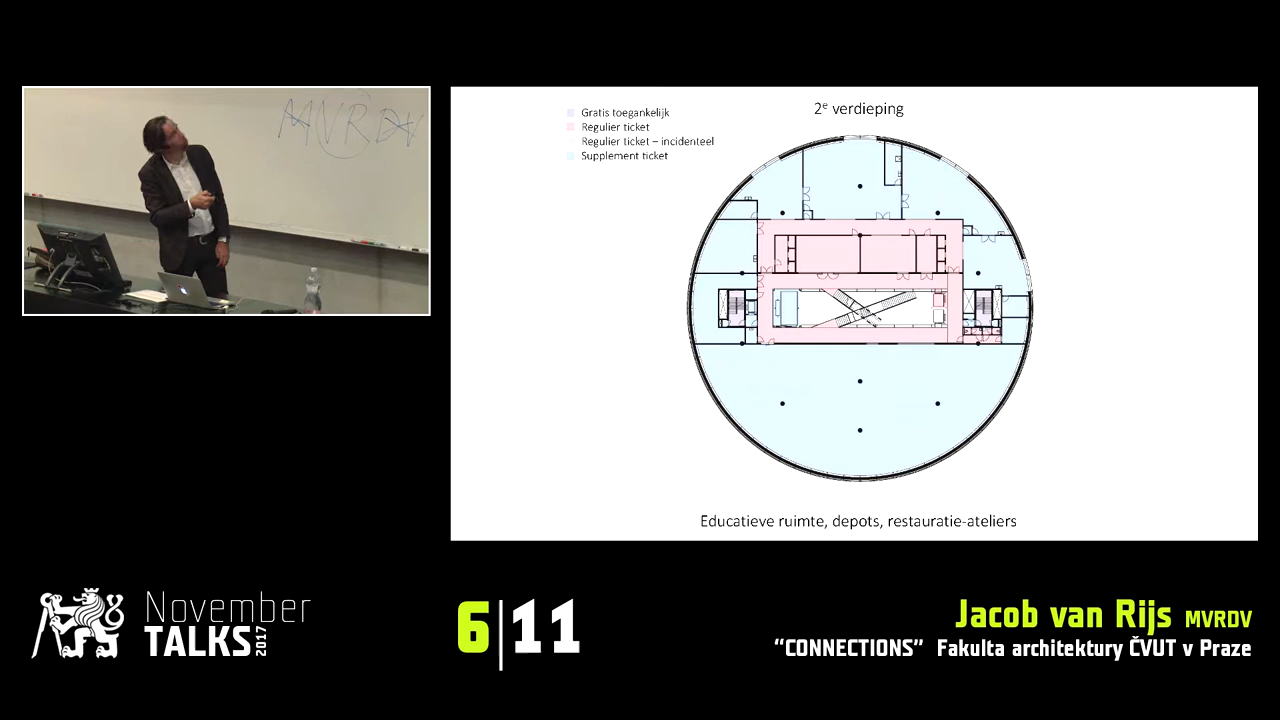 MVRDV
Gratis toegankelijk
Regulier ticket
Regulier ticket – incidenteel
Supplement ticket
2e verdieping
Educatieve ruimte, depots, restauratie-ateliers
November
TALKS 2017
6|11
Jacob van Rijs MVRDV
“CONNECTIONS” Fakulta architektury ČVUT v Praze